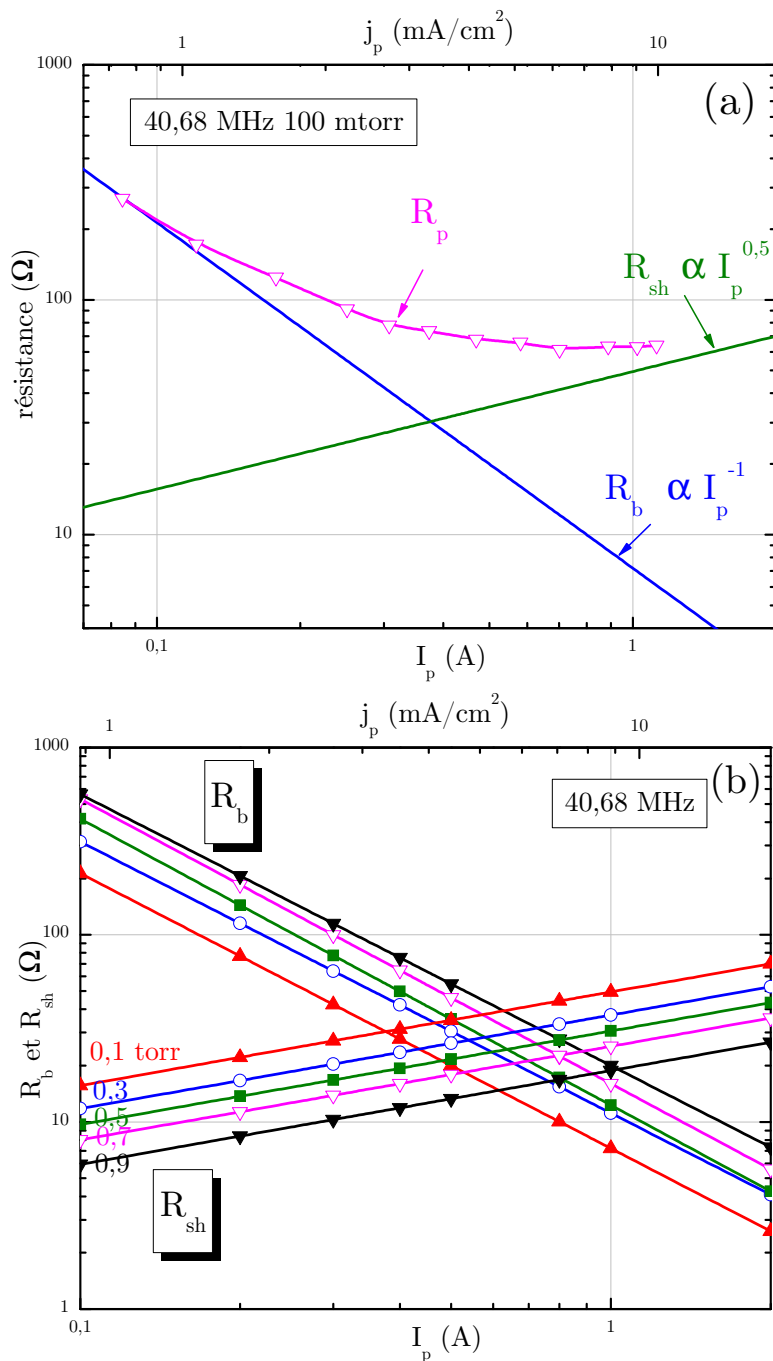 j_p (mA/cm²)
1 10
1000
(a)
40,68 MHz 100 mtorr
R_p
R_sh α I_p^0,5
100
résistance (Ω)
R_b α I_p^-1
10
0,1 1
I_p (A)
j_p (mA/cm²)
1 10
1000
R_b
40,68 MHz
(b)
100
R_b et R_sh (Ω)
0,1 torr
0,3
10
0,5
0,7
0,9
R_sh
1
0,1 1
I_p (A)